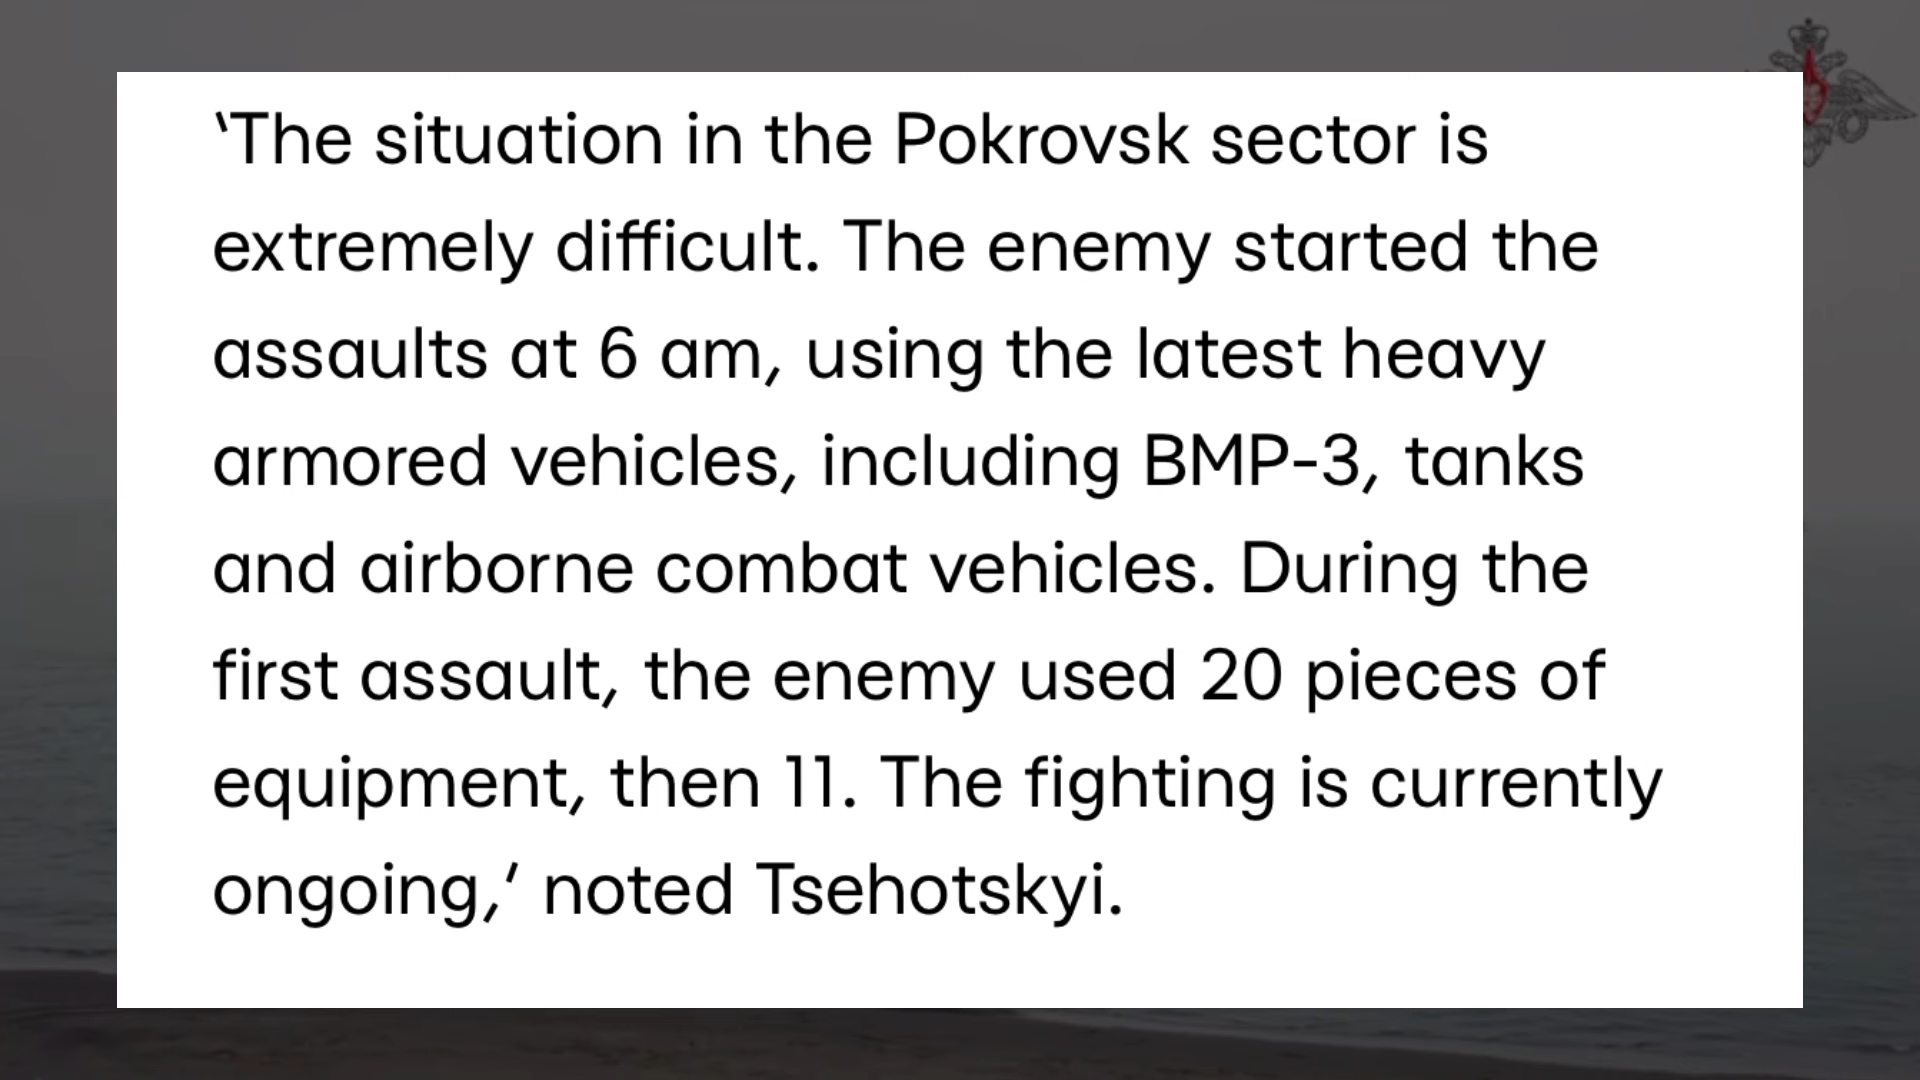 ‘The situation in the Pokrovsk sector is
extremely difficult. The enemy started the
assaults at 6 am, using the latest heavy
armored vehicles, including BMP-3, tanks
and airborne combat vehicles. During the
first assault, the enemy used 20 pieces of
equipment, then 11. The fighting is currently
ongoing,’ noted Tsehotskyi.